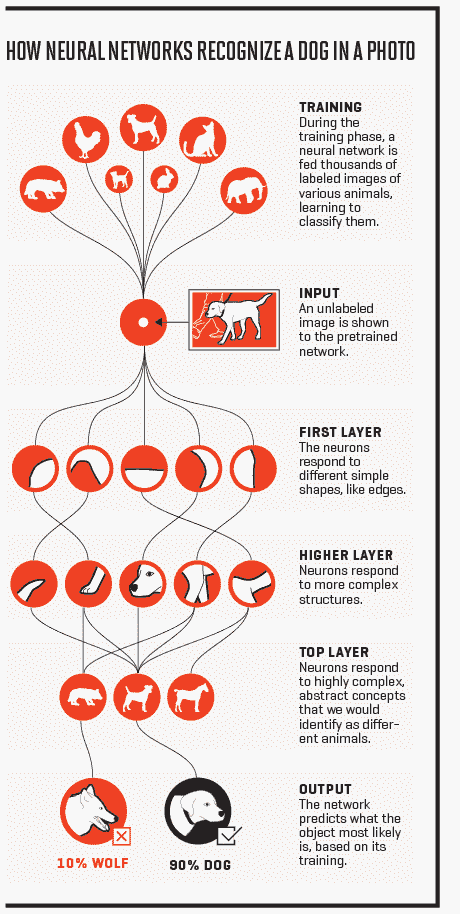 HOW NEURAL NETWORKS RECOGNIZE A DOG IN A PHOTO
TRAINING
During the
training phase, a
neural network is
fed thousands of
labeled images of
various animals,
learning to
classify them.
INPUT
An unlabeled
image is shown
to the pretrained
network.
FIRST LAYER
The neurons
respond to
different simple
shapes, like edges.
HIGHER LAYER
Neurons respond
to more complex
structures.
TOP LAYER
Neurons respond
to highly complex,
abstract concepts
that we would
identify as differ-
ent animals.
OUTPUT
The network
predicts what the
object most likely
is, based on its
training.
10% WOLF
90% DOG